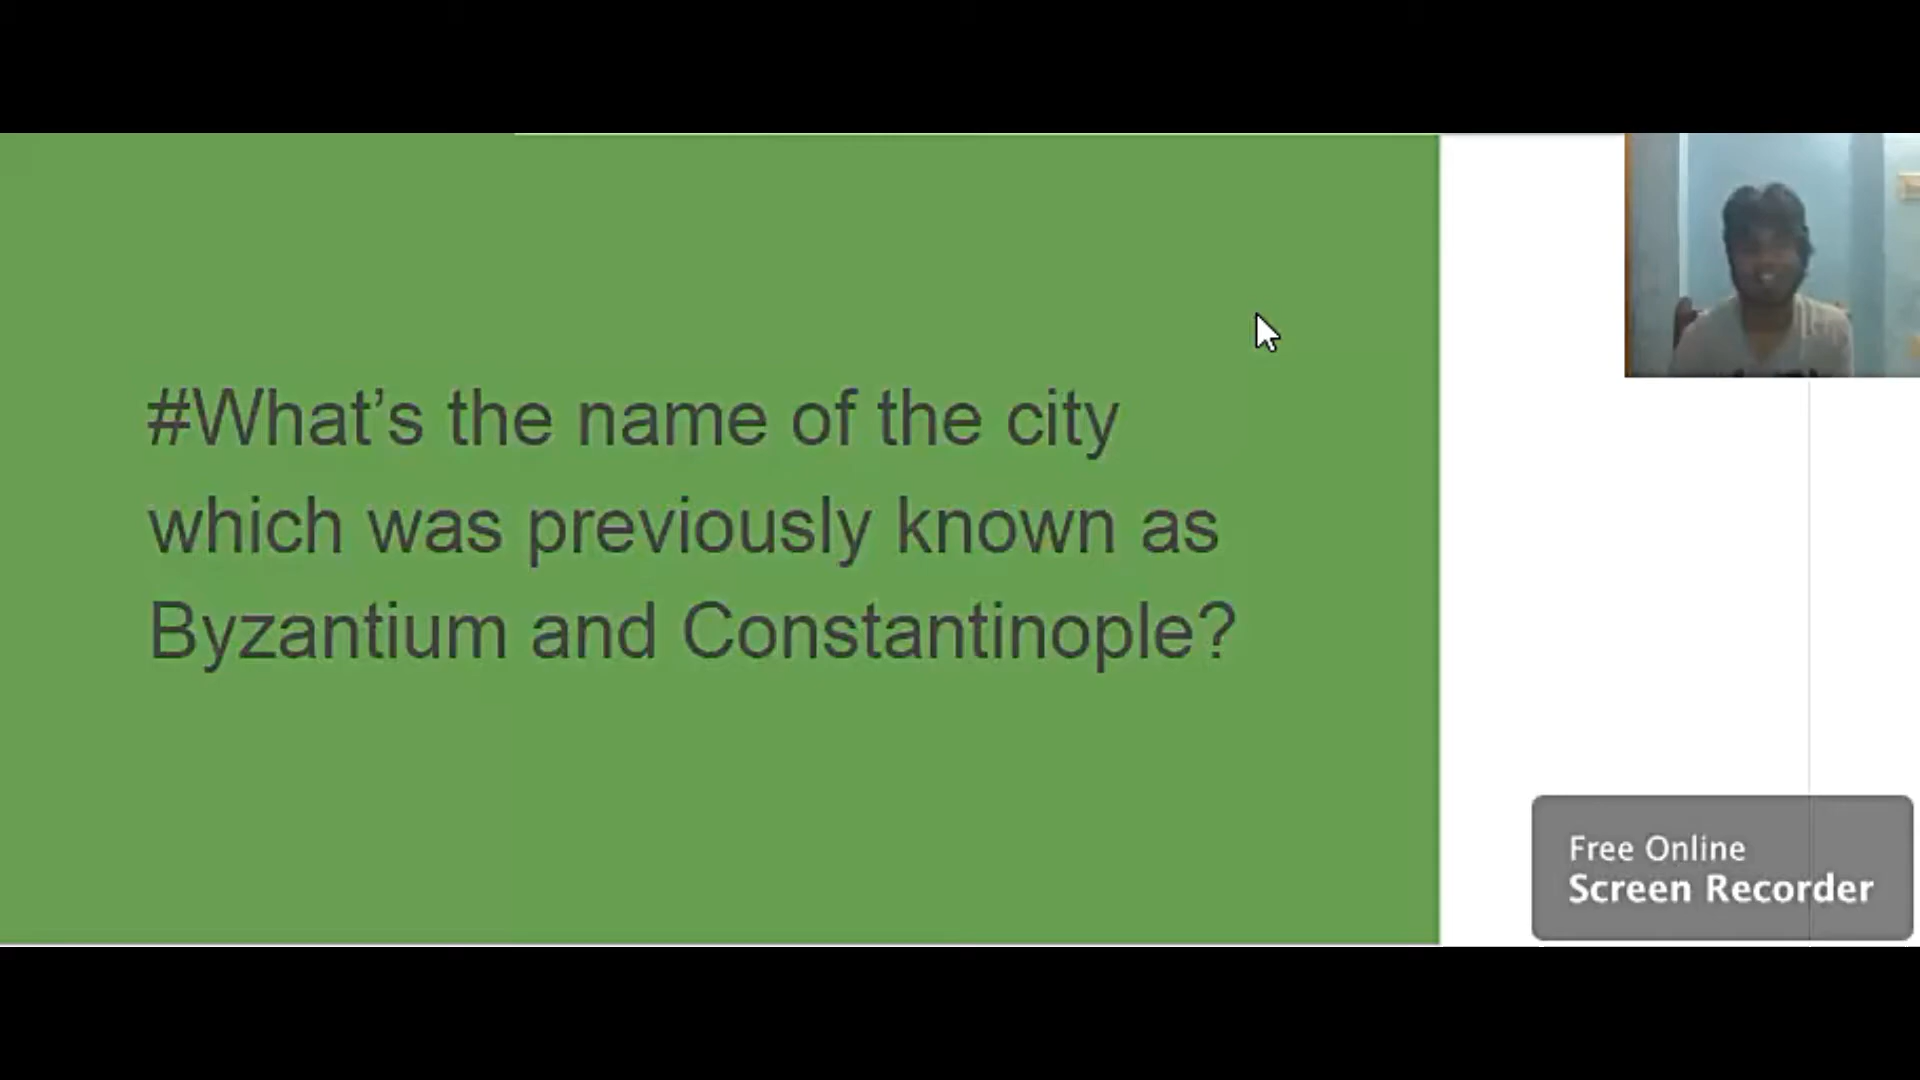 #What’s the name of the city
which was previously known as
Byzantium and Constantinople?
Free Online
Screen Recorder